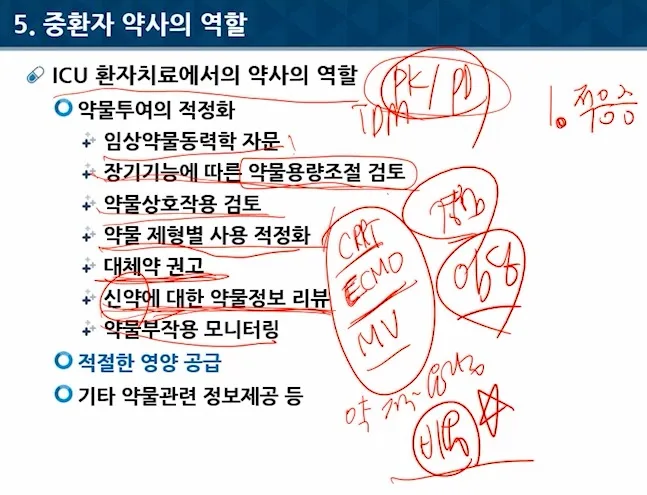 5. 중환자 약사의 역할
ICU 환자치료에서의 약사의 역할
PK/PD
TDM
1. 적응증
약물투여의 적정화
임상약물동력학 자문
장기기능에 따른 약물용량조절 검토
약물상호작용 검토
약물 제형별 사용 적정화
대체약 권고
신약에 대한 약물정보 리뷰
약물부작용 모니터링
ECMO
MV
적절한 영양 공급
기타 약물관련 정보제공 등